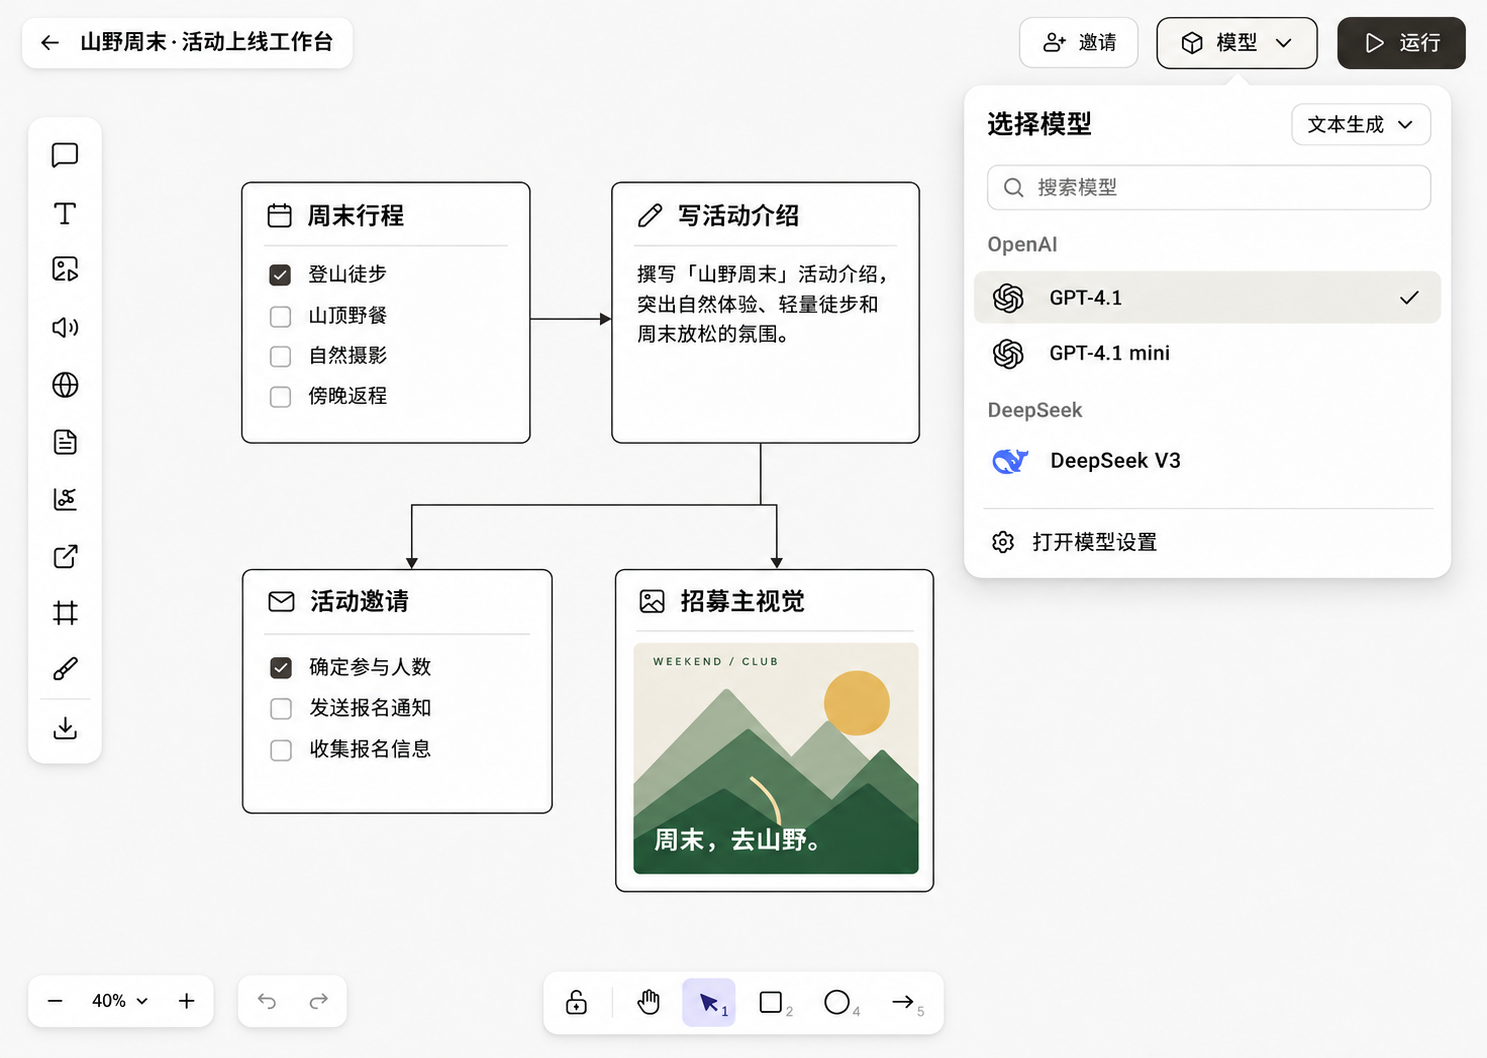 山野周末 · 活动上线工作台
邀请
模型
运行
选择模型
文本生成
搜索模型
OpenAI
GPT-4.1
GPT-4.1 mini
DeepSeek
DeepSeek V3
打开模型设置
周末行程
登山徒步
山顶野餐
自然摄影
傍晚返程
写活动介绍
撰写「山野周末」活动介绍，
突出自然体验、轻量徒步和
周末放松的氛围。
活动邀请
确定参与人数
发送报名通知
收集报名信息
招募主视觉
WEEKEND / CLUB
周末，去山野。
40%
1
2
4
5